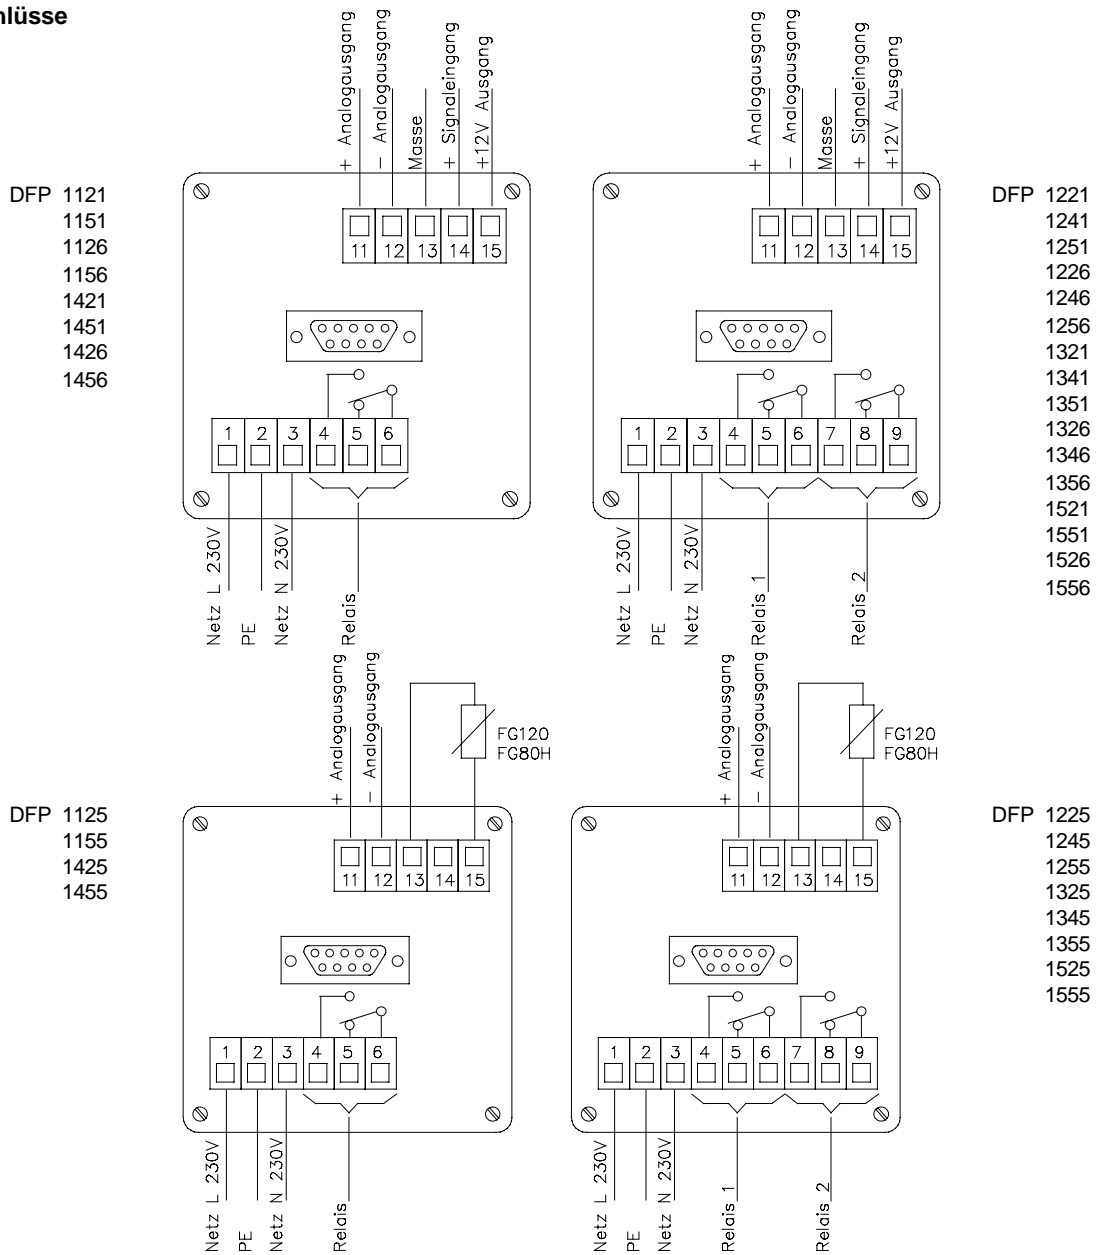 lüsse
+ Analogausgang
− Analogausgang
Masse
+ Signaleingang
+12V Ausgang
+ Analogausgang
− Analogausgang
Masse
+ Signaleingang
+12V Ausgang
DFP 1121
1151
1126
1156
1421
1451
1426
1456
11 12 13 14 15
1 2 3 4 5 6
Netz L 230V
PE
Netz N 230V
Relais
11 12 13 14 15
1 2 3 4 5 6 7 8 9
Netz L 230V
PE
Netz N 230V
Relais 1
Relais 2
DFP 1221
1241
1251
1226
1246
1256
1321
1341
1351
1326
1346
1356
1521
1551
1526
1556
+ Analogausgang
− Analogausgang
FG120
FG80H
+ Analogausgang
− Analogausgang
FG120
FG80H
DFP 1125
1155
1425
1455
11 12 13 14 15
1 2 3 4 5 6
Netz L 230V
PE
Netz N 230V
Relais
11 12 13 14 15
1 2 3 4 5 6 7 8 9
Netz L 230V
PE
Netz N 230V
Relais 1
Relais 2
DFP 1225
1245
1255
1325
1345
1355
1525
1555